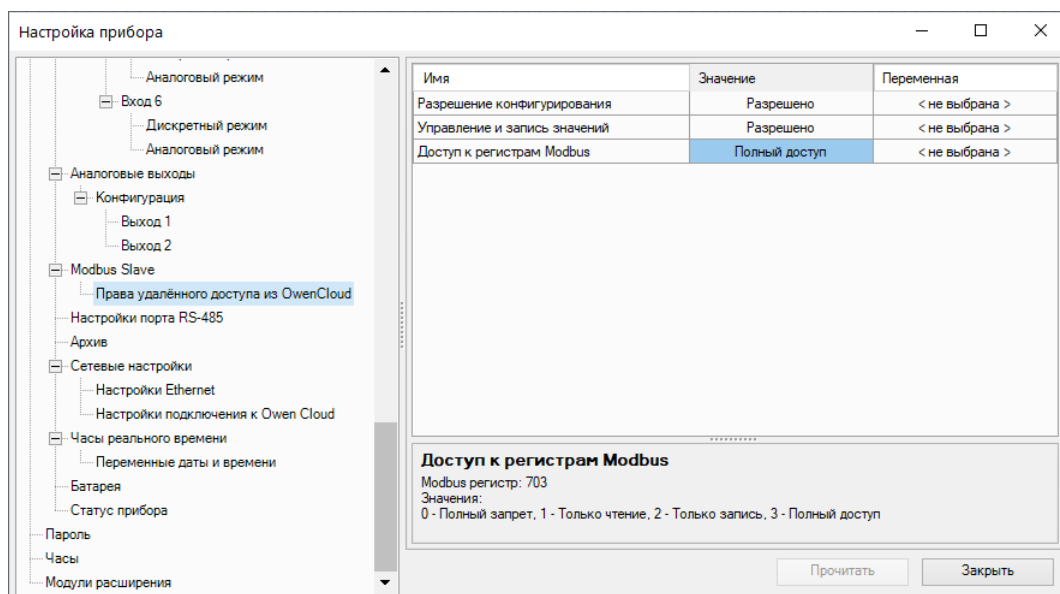 Настройка прибора
Аналоговый режим
Вход 6
Дискретный режим
Аналоговый режим
Аналоговые выходы
Конфигурация
Выход 1
Выход 2
Modbus Slave
Права удалённого доступа из OwenCloud
Настройки порта RS-485
Архив
Сетевые настройки
Настройки Ethernet
Настройки подключения к Owen Cloud
Часы реального времени
Переменные даты и времени
Батарея
Статус прибора
Пароль
Часы
Модули расширения
Имя Значение Переменная
Разрешение конфигурирования Разрешено < не выбрана >
Управление и запись значений Разрешено < не выбрана >
Доступ к регистрам Modbus Полный доступ < не выбрана >
Доступ к регистрам Modbus
Modbus регистр: 703
Значения:
0 - Полный запрет, 1 - Только чтение, 2 - Только запись, 3 - Полный доступ
Прочитать Закрыть